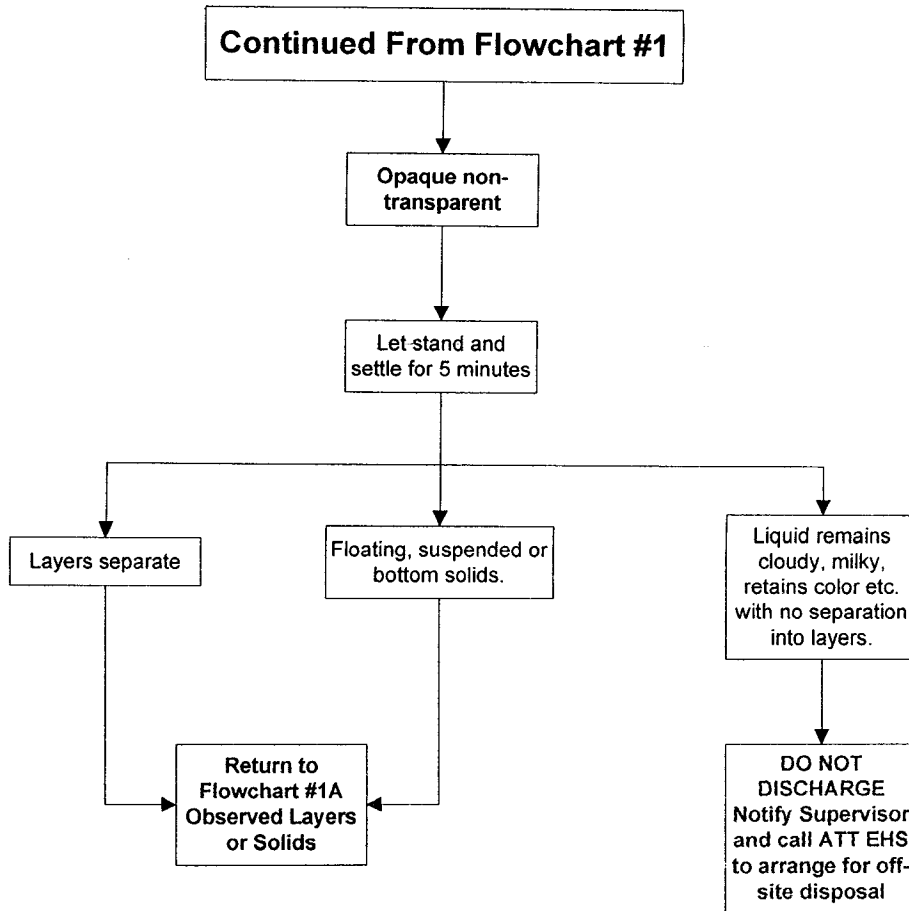 Continued From Flowchart #1
Opaque non-
transparent
Let stand and
settle for 5 minutes
Layers separate
Floating, suspended or
bottom solids.
Liquid remains
cloudy, milky,
retains color etc.
with no separation
into layers.
Return to
Flowchart #1A
Observed Layers
or Solids
DO NOT
DISCHARGE
Notify Supervisor
and call ATT EHS
to arrange for off-
site disposal